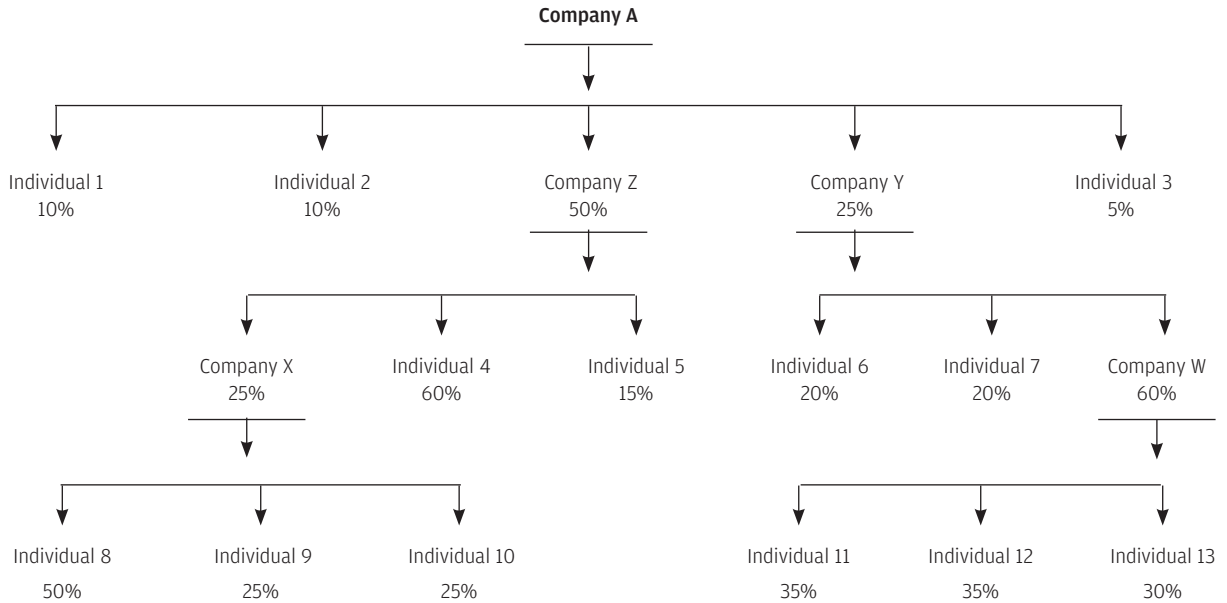 Company A
Individual 1
10%
Individual 2
10%
Company Z
50%
Company Y
25%
Individual 3
5%
Company X
25%
Individual 4
60%
Individual 5
15%
Individual 6
20%
Individual 7
20%
Company W
60%
Individual 8
50%
Individual 9
25%
Individual 10
25%
Individual 11
35%
Individual 12
35%
Individual 13
30%